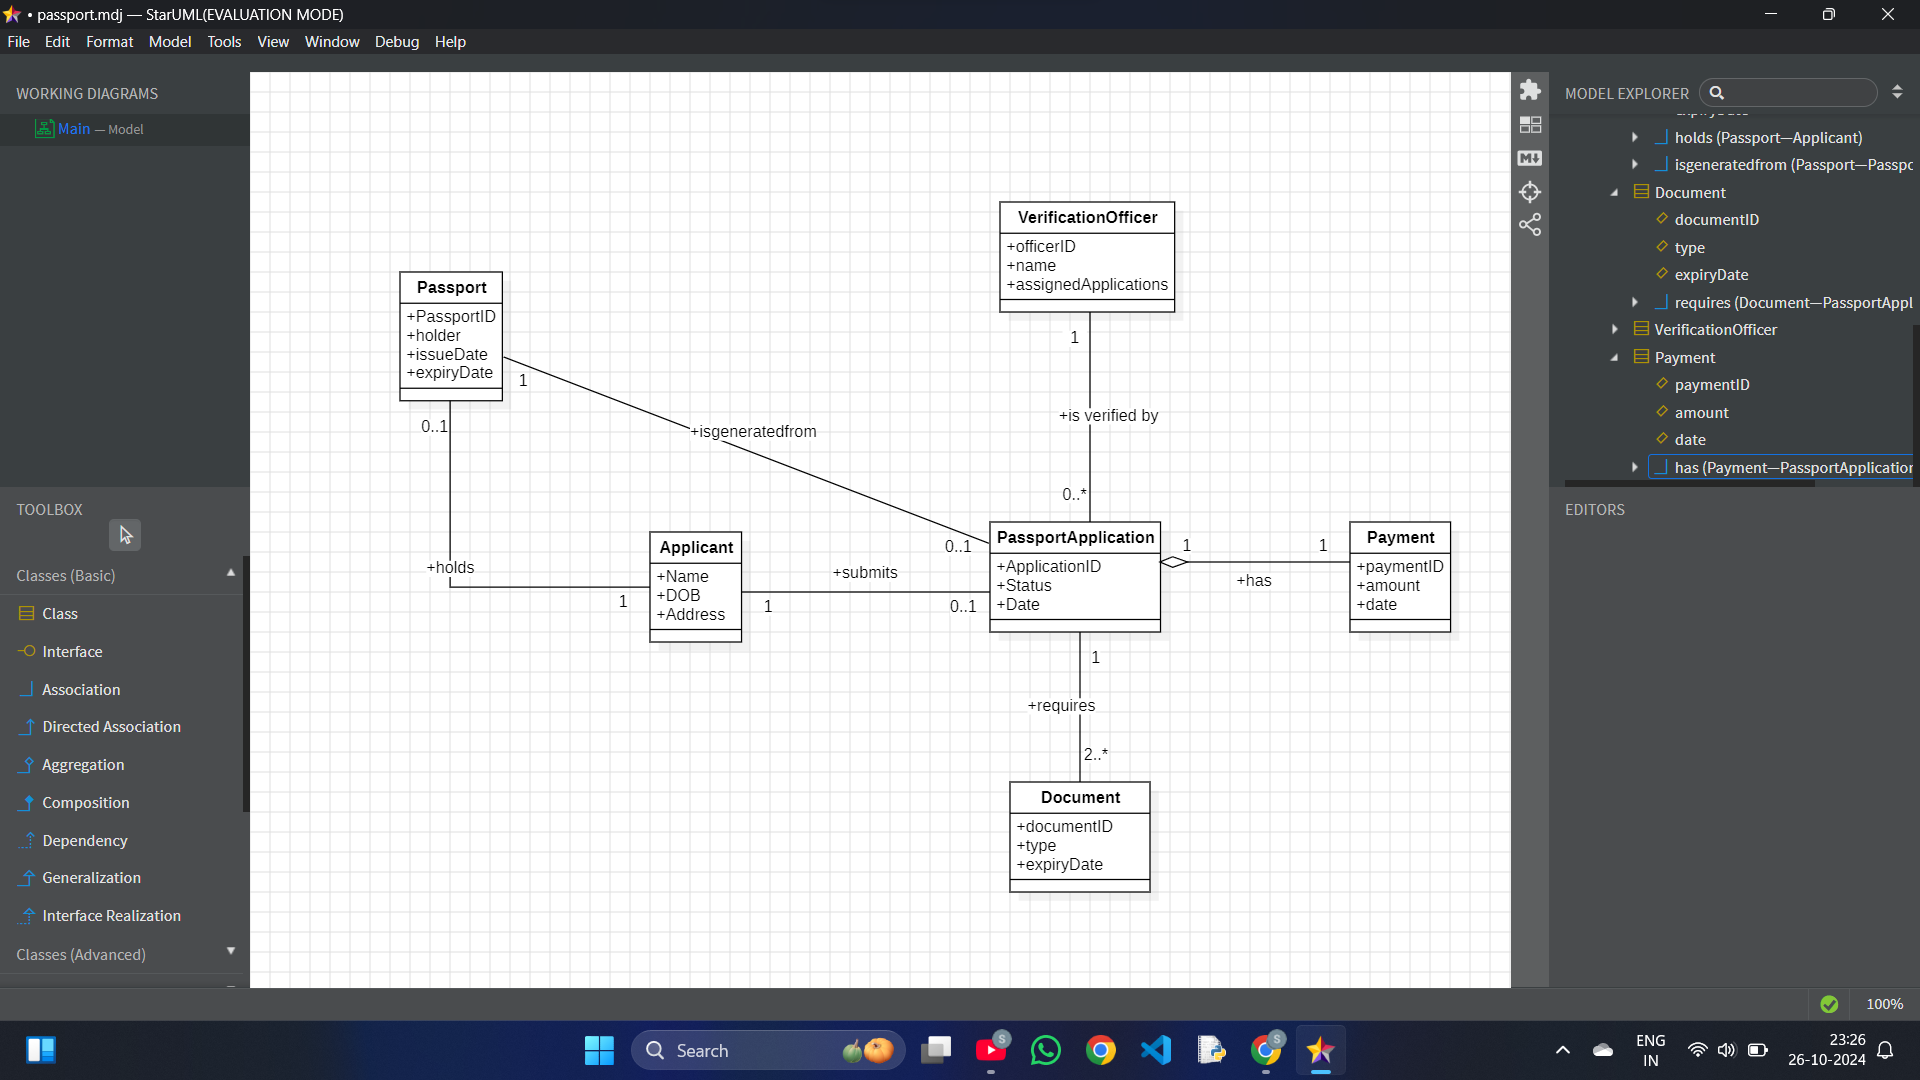 • passport.mdj — StarUML(EVALUATION MODE)
File Edit Format Model Tools View Window Debug Help
WORKING DIAGRAMS
Main — Model
TOOLBOX
Classes (Basic)
Class
Interface
Association
Directed Association
Aggregation
Composition
Dependency
Generalization
Interface Realization
Classes (Advanced)
Passport
+PassportID
+holder
+issueDate
+expiryDate
1
0..1
+isgeneratedfrom
0..1
+holds
1
VerificationOfficer
+officerID
+name
+assignedApplications
1
+is verified by
0..*
Applicant
+Name
+DOB
+Address
+submits
1
0..1
PassportApplication
+ApplicationID
+Status
+Date
1
1
+has
Payment
+paymentID
+amount
+date
1
+requires
2..*
Document
+documentID
+type
+expiryDate
M↓
MODEL EXPLORER
holds (Passport—Applicant)
isgeneratedfrom (Passport—Passpo
Document
documentID
type
expiryDate
requires (Document—PassportAppl
VerificationOfficer
Payment
paymentID
amount
date
has (Payment—PassportApplication
EDITORS
100%
Search
S
S
ENG
IN
23:26
26-10-2024